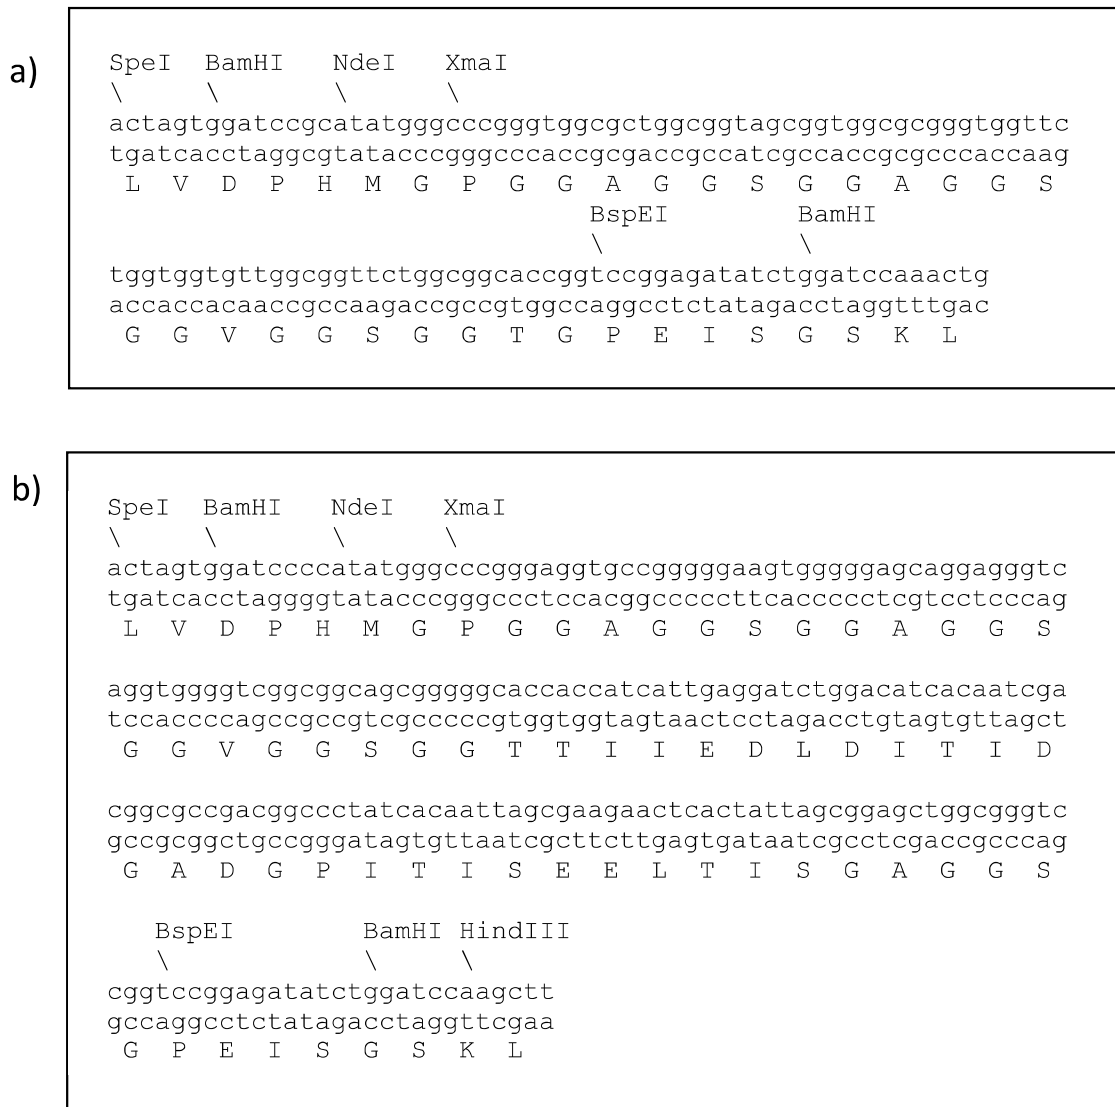 a)
SpeI BamHI NdeI XmaI
\ \ \ \
actagtggatccgcatatgggcccgggtggcgctggcggtagcggtggcgcgggtggttc
tgatcacctaggcgtatacccgggcccaccgcgaccgccatcgccaccgcgcccaccaag
L V D P H M G P G G A G G S G G A G G S
BspEI BamHI
\ \
tggtggtgttggcggttctggcggcaccggtccggagatatctggatccaaactg
accaccacaaccgccaagaccgccgtggccaggcctctatagacctaggtttgac
G G V G G S G G T G P E I S G S K L
b)
SpeI BamHI NdeI XmaI
\ \ \ \
actagtggatccccatatgggcccgggaggtgccgggggaagtgggggagcaggagggtc
tgatcacctaggggtatacccgggccctccacggcccccttcaccccctcgtcctcccag
L V D P H M G P G G A G G S G G A G G S
aggtggggtcggcggcagcgggggcaccaccatcattgaggatctggacatcacaatcga
tccaccccagccgccgtcgcccccgtggtggtagtaactcctagacctgtagtgttagct
G G V G G S G G T T I I E D L D I T I D
cggcgccgacggccctatcacaattagcgaagaactcactattagcggagctggcgggtc
gccgcggctgccgggatagtgttaatcgcttcttgagtgataatcgcctcgaccgcccag
G A D G P I T I S E E L T I S G A G G S
BspEI BamHI HindIII
\ \ \
cggtccggagatatctggatccaagctt
gccaggcctctatagacctaggttcgaa
G P E I S G S K L